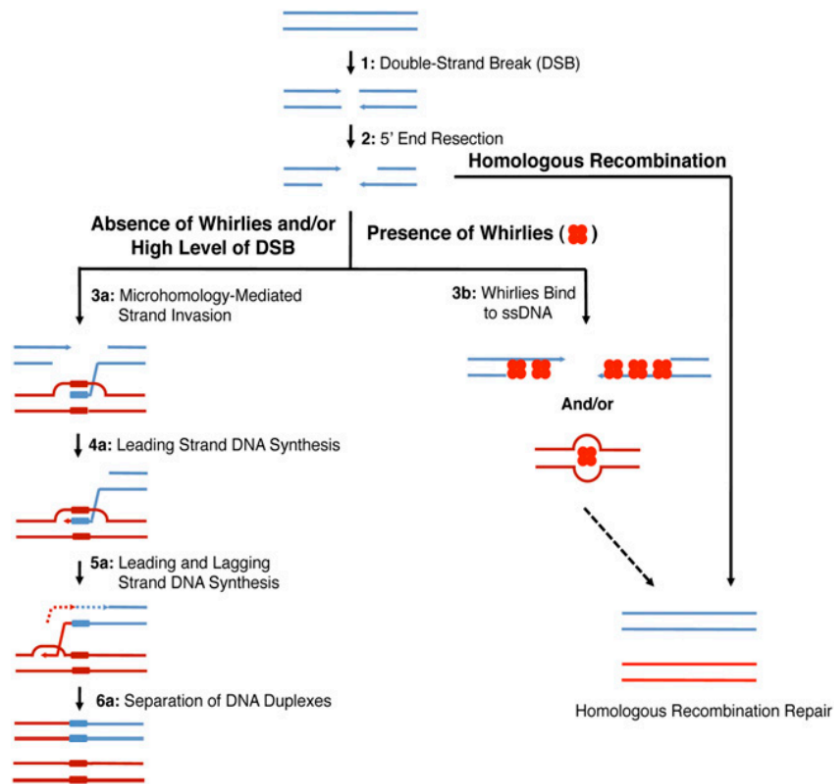 1: Double-Strand Break (DSB)
2: 5' End Resection
Homologous Recombination
Absence of Whirlies and/or
High Level of DSB
Presence of Whirlies ( )
3a: Microhomology-Mediated
Strand Invasion
3b: Whirlies Bind
to ssDNA
And/or
4a: Leading Strand DNA Synthesis
5a: Leading and Lagging
Strand DNA Synthesis
6a: Separation of DNA Duplexes
Homologous Recombination Repair